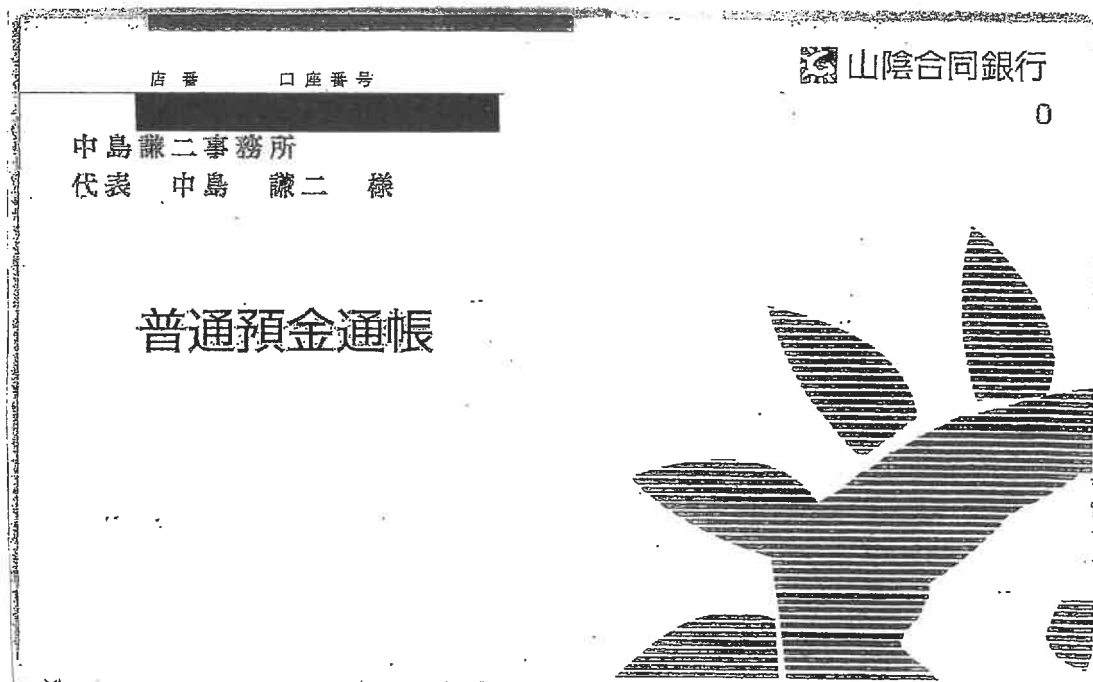 山陰合同銀行
0
店番 口座番号
中島謙二事務所
代表 中島 謙二 様
普通預金通帳